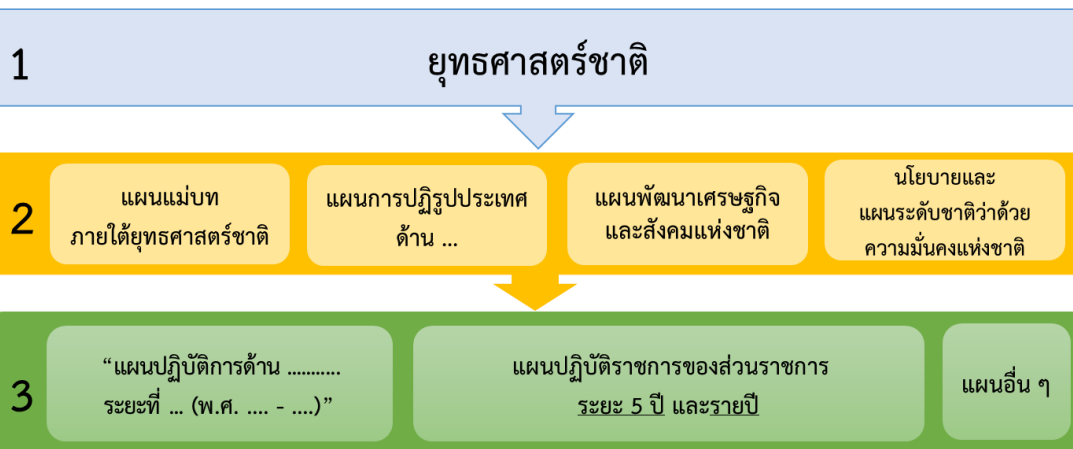 1
ยุทธศาสตร์ชาติ
2
แผนแม่บท
ภายใต้ยุทธศาสตร์ชาติ
แผนการปฏิรูปประเทศ
ด้าน ...
แผนพัฒนาเศรษฐกิจ
และสังคมแห่งชาติ
นโยบายและ
แผนระดับชาติว่าด้วย
ความมั่นคงแห่งชาติ
3
“แผนปฏิบัติการด้าน ...........
ระยะที่ ... (พ.ศ. .... - ....)”
แผนปฏิบัติราชการของส่วนราชการ
ระยะ 5 ปี และรายปี
แผนอื่น ๆ